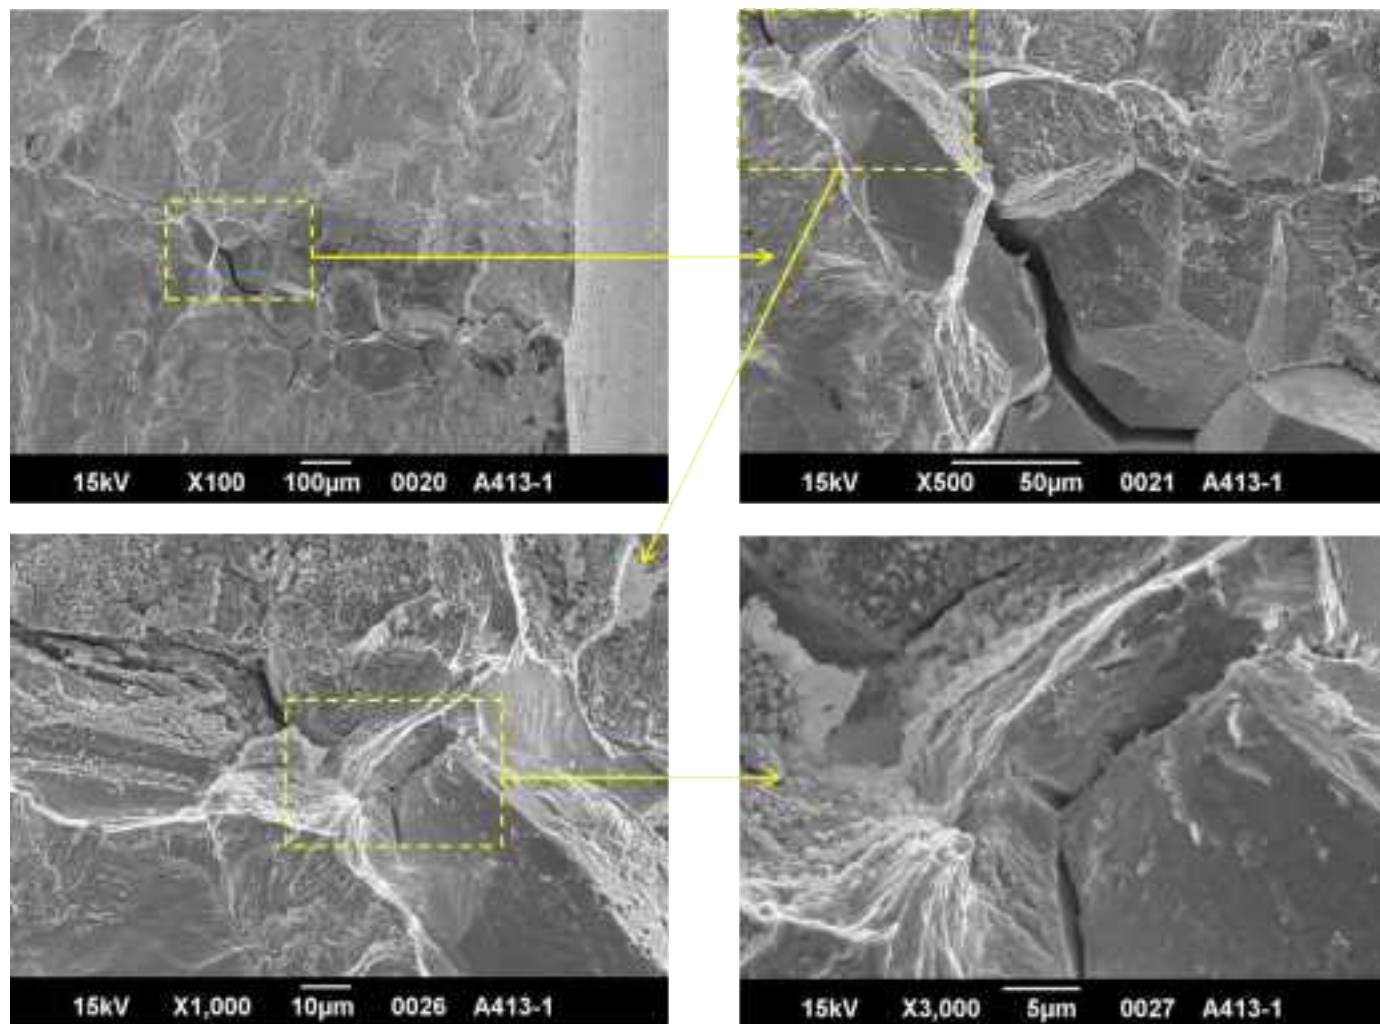 15kV X100 100µm 0020 A413-1
15kV X500 50µm 0021 A413-1
15kV X1,000 10µm 0026 A413-1
15kV X3,000 5µm 0027 A413-1